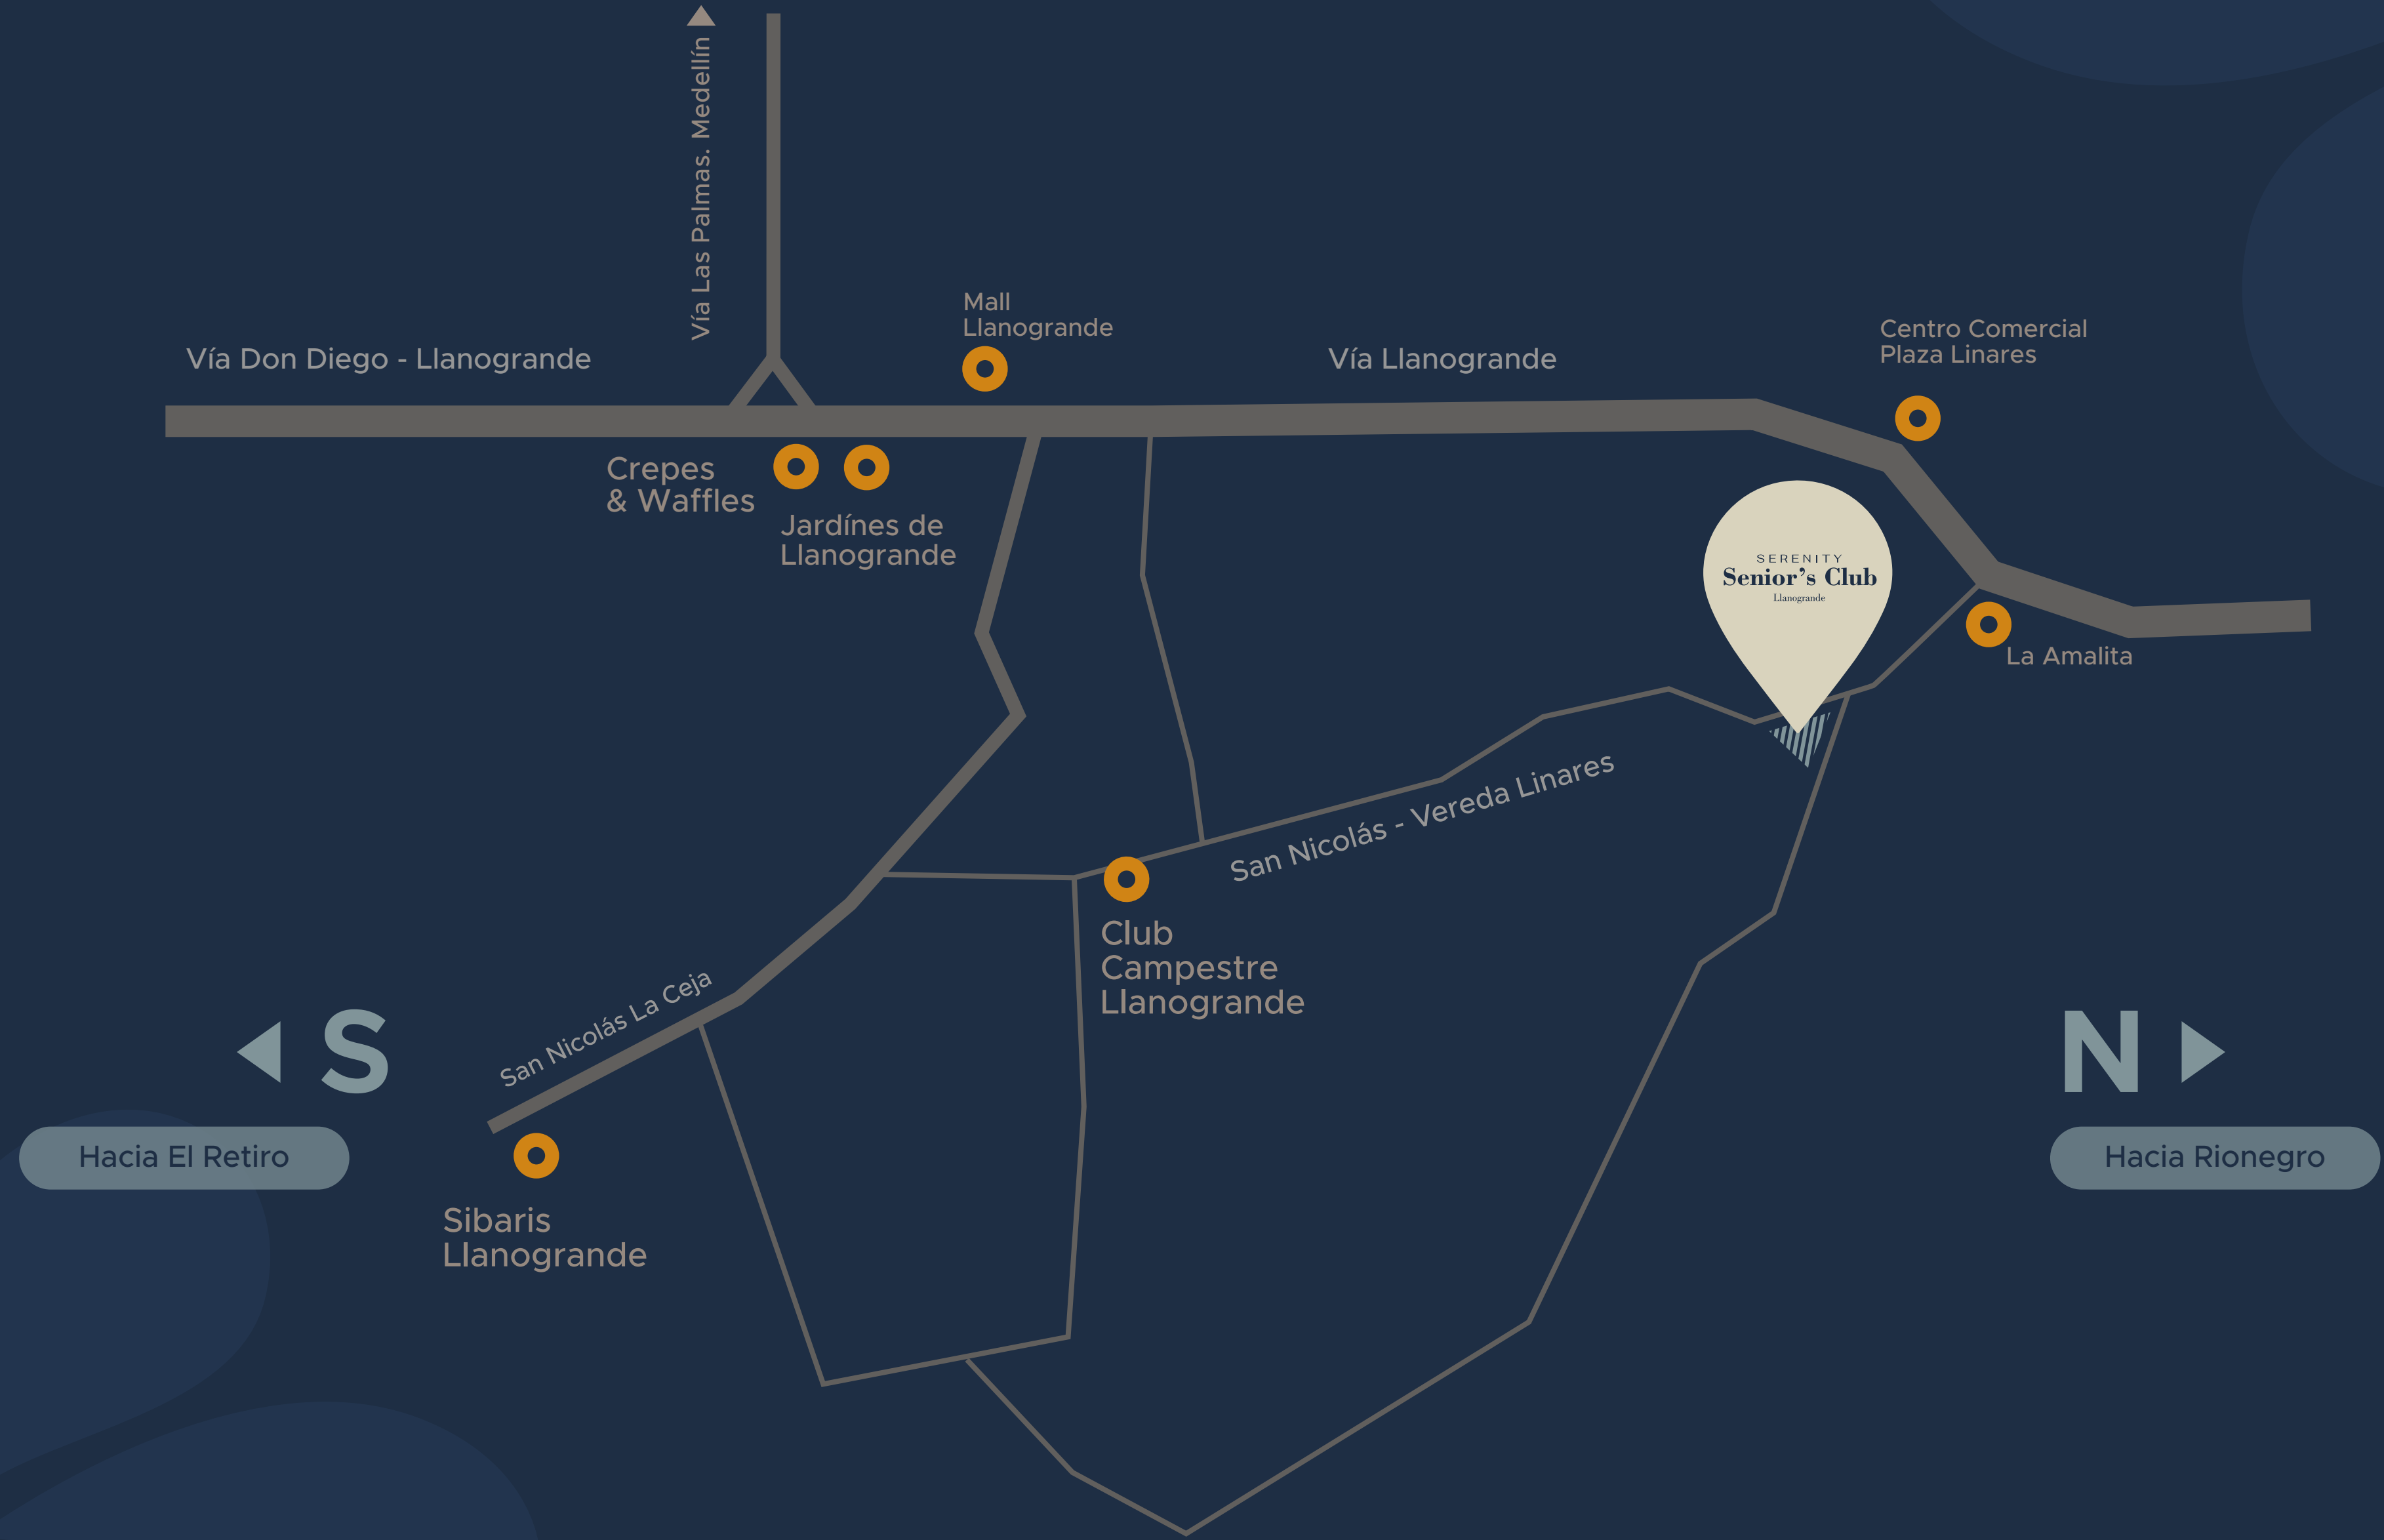 Vía Las Palmas. Medellín
Mall
Llanogrande
Vía Don Diego - Llanogrande
Vía Llanogrande
Centro Comercial
Plaza Linares
Crepes
& Waffles
Jardínes de
Llanogrande
SERENITY
Senior's Club
Llanogrande
La Amalita
San Nicolás - Vereda Linares
Club
Campestre
Llanogrande
San Nicolás La Ceja
S
N
Hacia El Retiro
Hacia Rionegro
Sibaris
Llanogrande